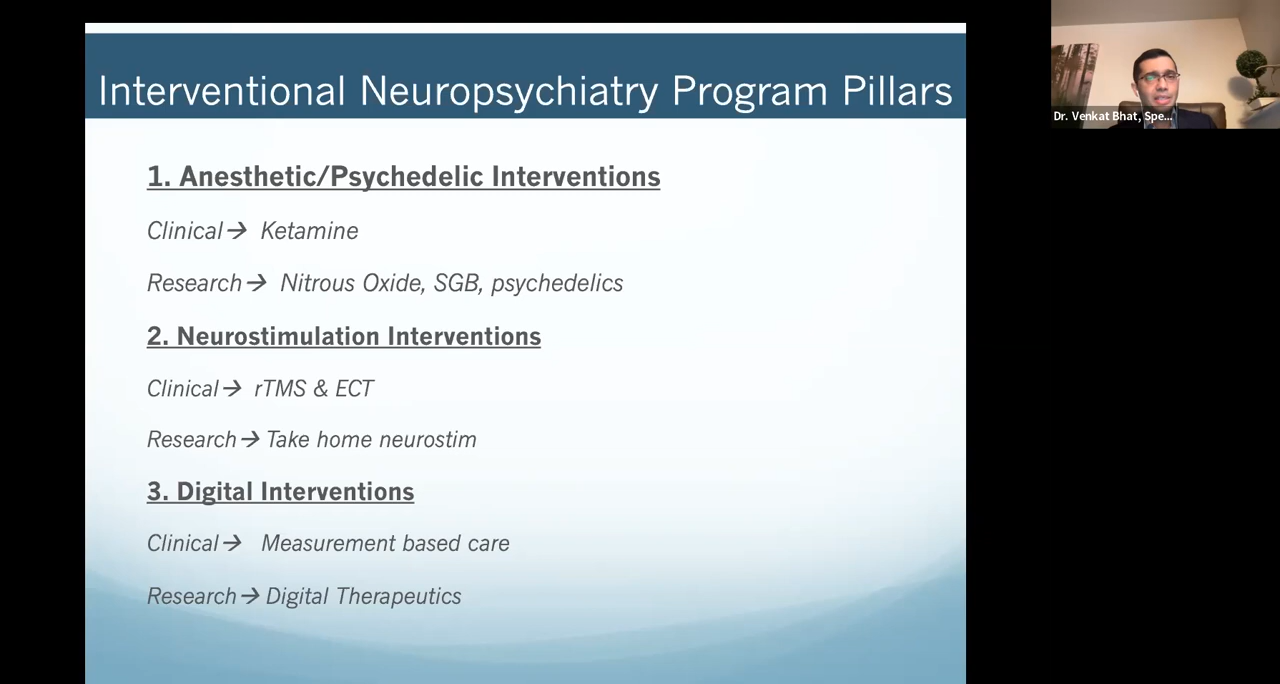 Interventional Neuropsychiatry Program Pillars
Dr. Venkat Bhat, Spe...
1. Anesthetic/Psychedelic Interventions
Clinical→ Ketamine
Research→ Nitrous Oxide, SGB, psychedelics
2. Neurostimulation Interventions
Clinical→ rTMS & ECT
Research→ Take home neurostim
3. Digital Interventions
Clinical→ Measurement based care
Research→ Digital Therapeutics